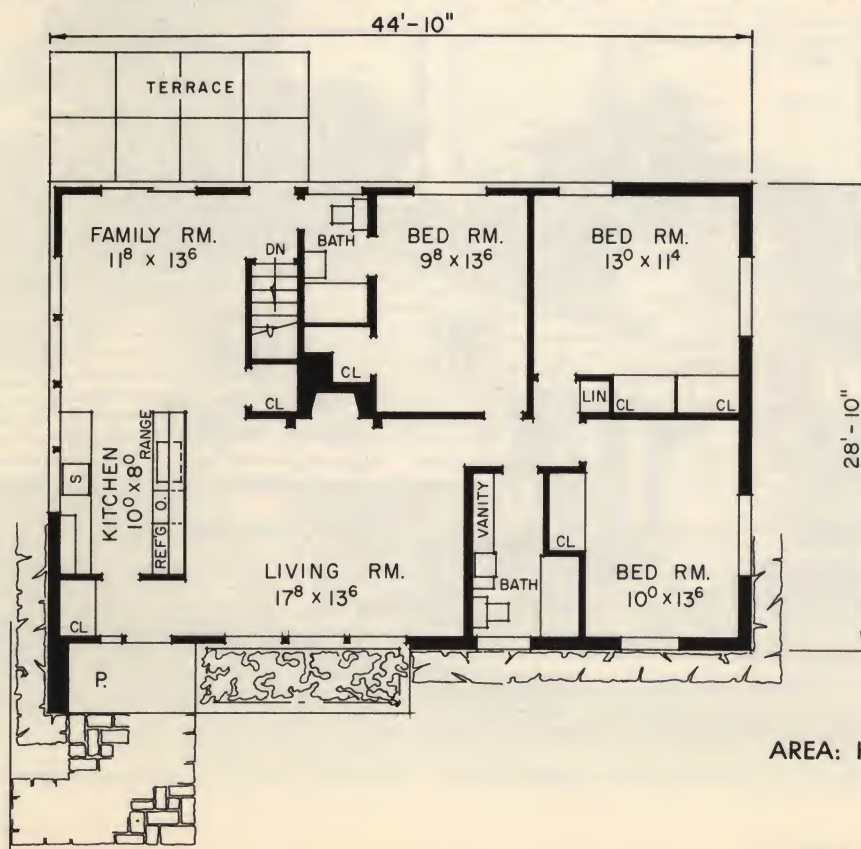 44'-10"
TERRACE
FAMILY RM.
11⁸ x 13⁶
DN
BATH
BED RM.
9⁸ x 13⁶
BED RM.
13⁰ x 11⁴
CL
CL
LIN
CL
CL
28'-10"
KITCHEN
10⁰ x 8⁰
RANGE
S
O.
REF'G
LIVING RM.
17⁸ x 13⁶
VANITY
BATH
CL
BED RM.
10⁰ x 13⁶
CL
P.
AREA: